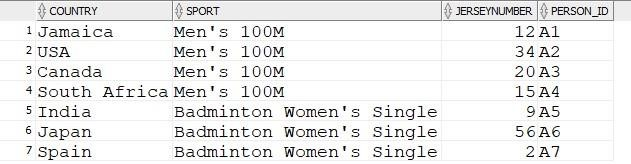 COUNTRY SPORT JERSEYNUMBER PERSON_ID
1 Jamaica Men's 100M 12 A1
2 USA Men's 100M 34 A2
3 Canada Men's 100M 20 A3
4 South Africa Men's 100M 15 A4
5 India Badminton Women's Single 9 A5
6 Japan Badminton Women's Single 56 A6
7 Spain Badminton Women's Single 2 A7